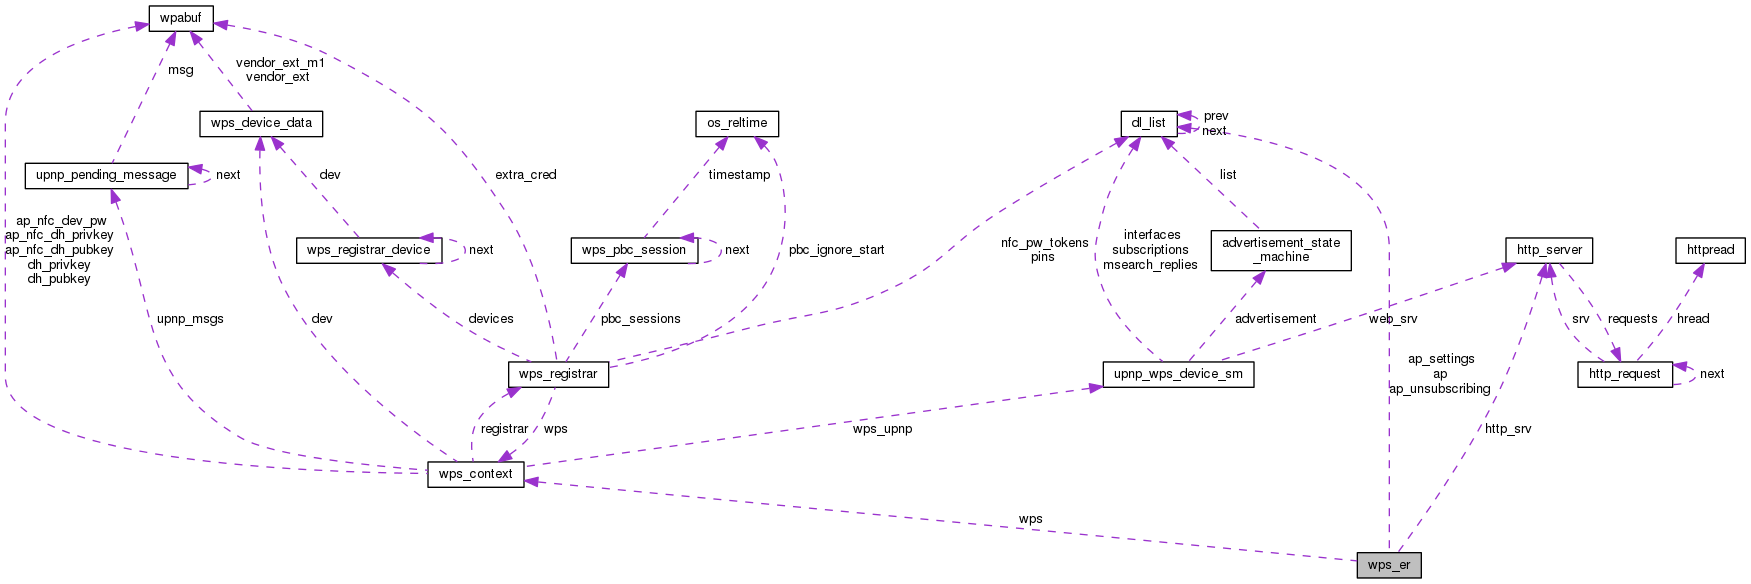 wpabuf
msg
vendor_ext_m1
vendor_ext
wps_device_data
os_reltime
dl_list
prev
next
upnp_pending_message
next
dev
extra_cred
timestamp
list
ap_nfc_dev_pw
ap_nfc_dh_privkey
ap_nfc_dh_pubkey
dh_privkey
dh_pubkey
wps_registrar_device
next
wps_pbc_session
next
pbc_ignore_start
nfc_pw_tokens
pins
interfaces
subscriptions
msearch_replies
advertisement_state
_machine
http_server
httpread
upnp_msgs
dev
devices
pbc_sessions
advertisement
web_srv
srv
requests
hread
wps_registrar
upnp_wps_device_sm
ap_settings
ap
ap_unsubscribing
http_request
next
registrar
wps
wps_upnp
http_srv
wps_context
wps
wps_er